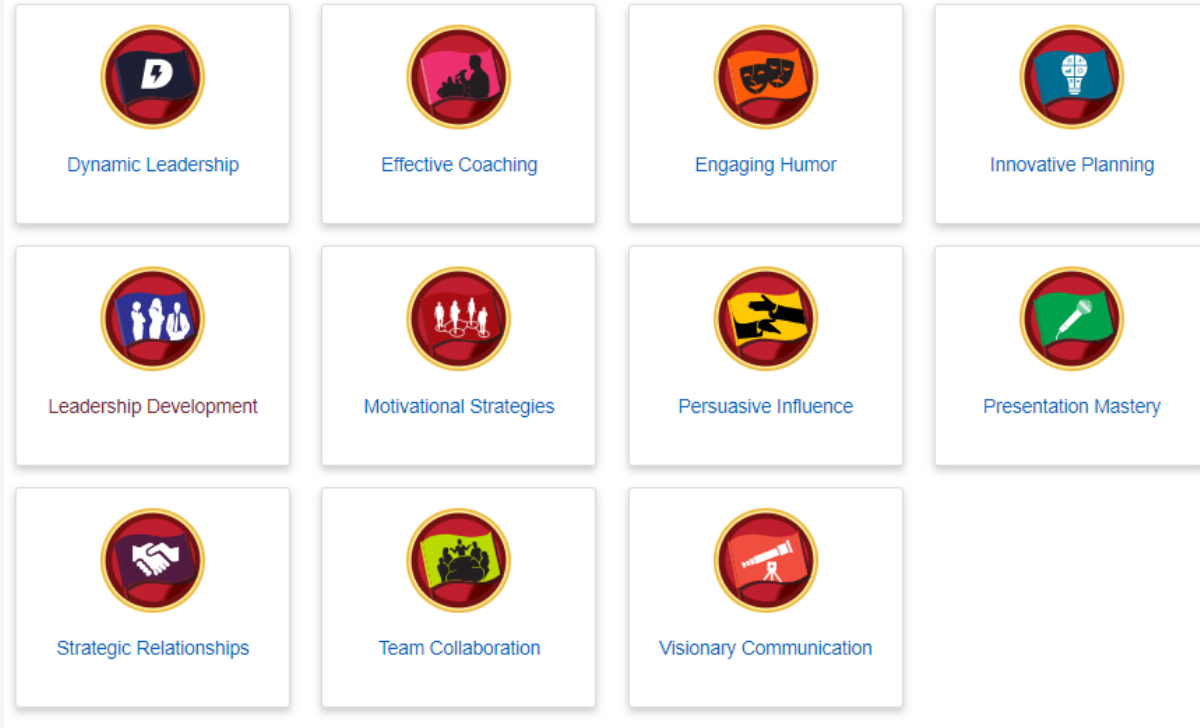 D
Dynamic Leadership
Effective Coaching
Engaging Humor
Innovative Planning
Leadership Development
Motivational Strategies
Persuasive Influence
Presentation Mastery
Strategic Relationships
Team Collaboration
Visionary Communication